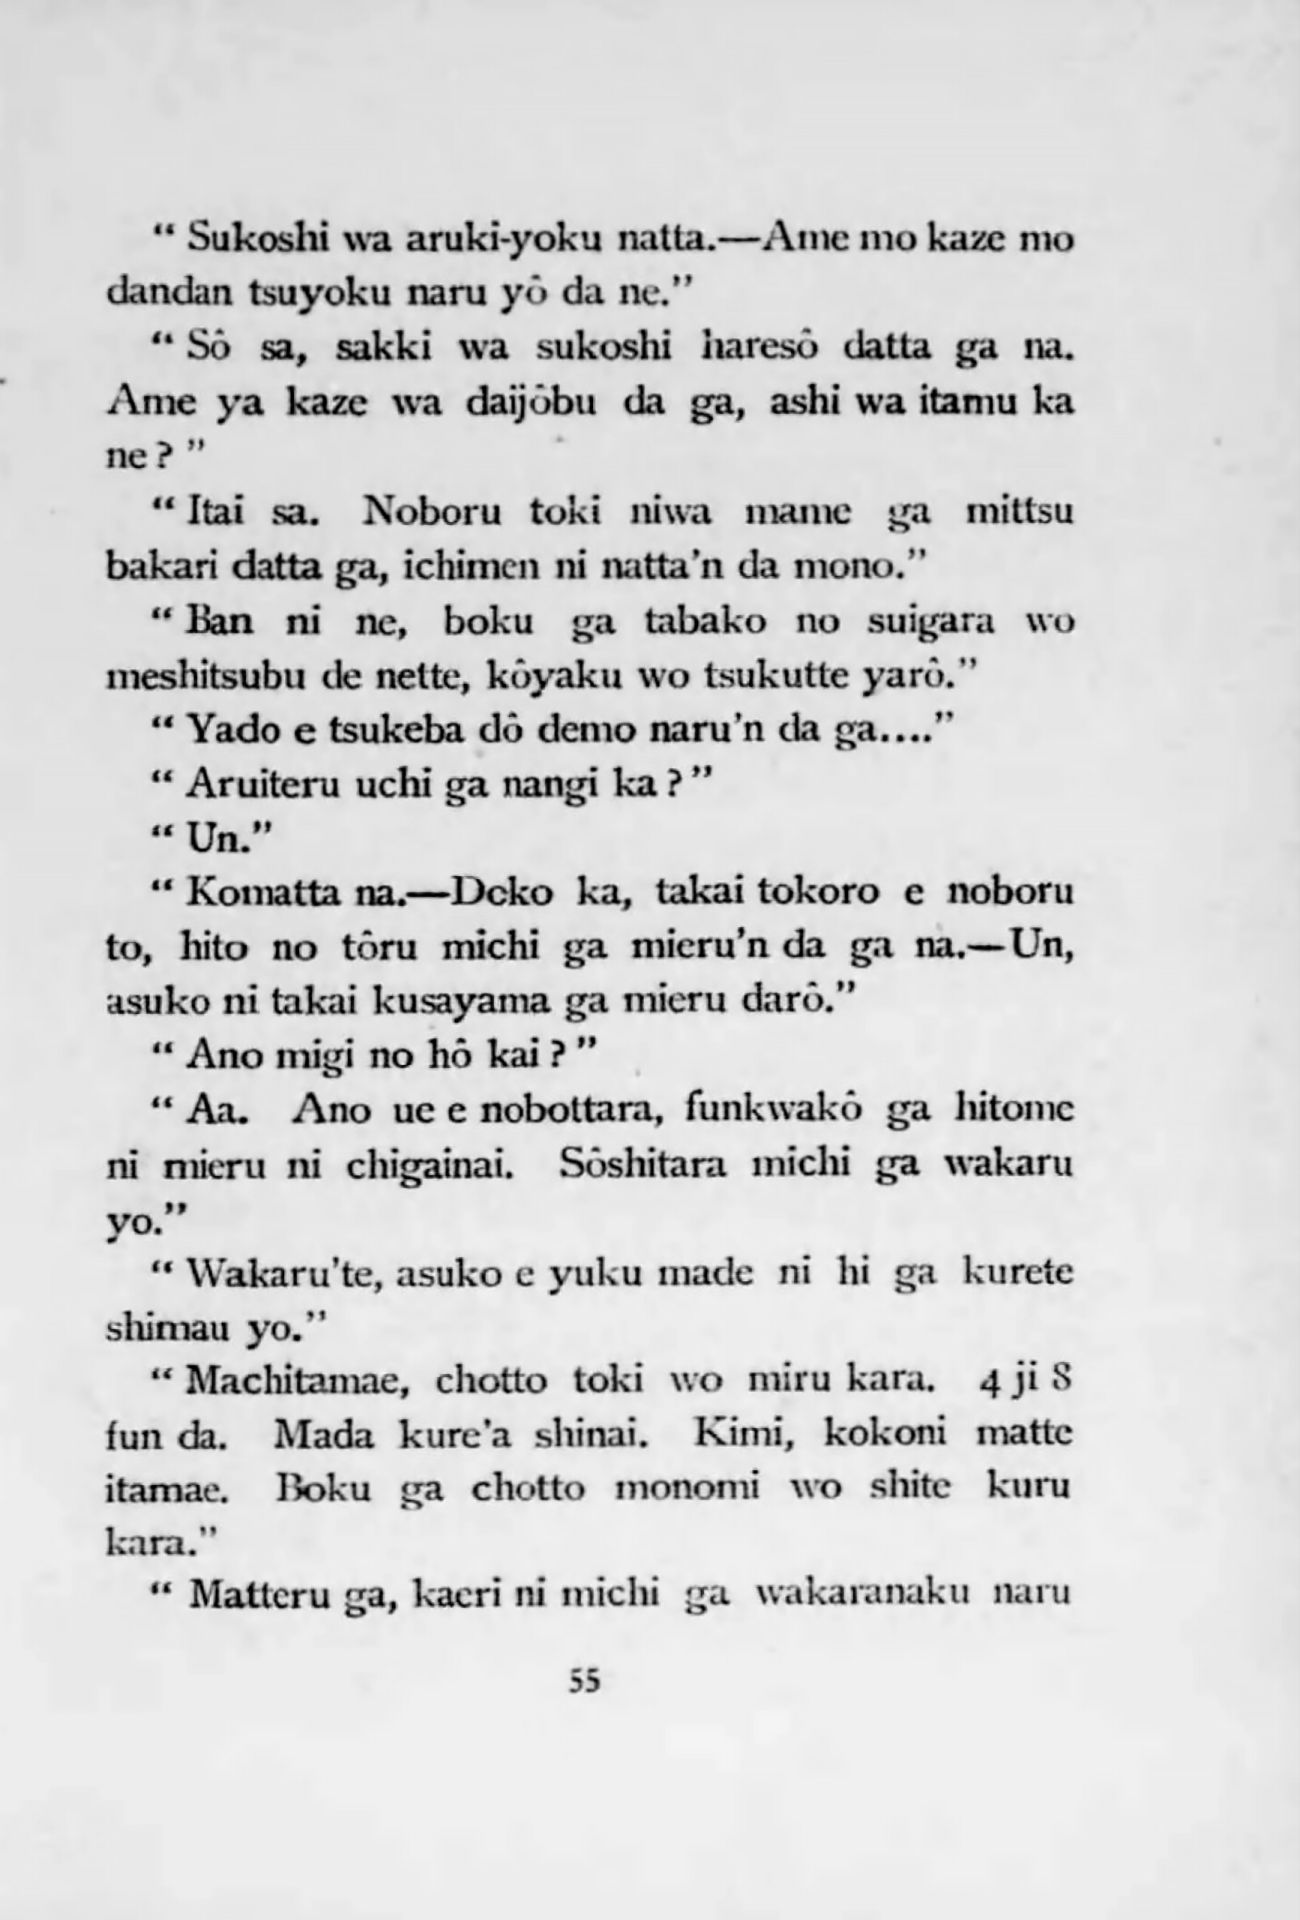 “ Sukoshi wa aruki-yoku natta.—Ame mo kaze mo
dandan tsuyoku naru yô da ne.”
“ Sô sa, sakki wa sukoshi haresô datta ga na.
Ame ya kaze wa daijôbu da ga, ashi wa itamu ka
ne ? ”
“ Itai sa. Noboru toki niwa mame ga mittsu
bakari datta ga, ichimen ni natta’n da mono.”
“ Ban ni ne, boku ga tabako no suigara wo
meshitsubu de nette, kôyaku wo tsukutte yarô.”
“ Yado e tsukeba dô demo naru’n da ga....”
“ Aruiteru uchi ga nangi ka ? ”
“ Un.”
“ Komatta na.—Doko ka, takai tokoro e noboru
to, hito no tôru michi ga mieru’n da ga na.—Un,
asuko ni takai kusayama ga mieru darô.”
“ Ano migi no hô kai ? ”
“ Aa. Ano ue e nobottara, funkwakô ga hitome
ni mieru ni chigainai. Sôshitara michi ga wakaru
yo.”
“ Wakaru’te, asuko e yuku made ni hi ga kurete
shimau yo.”
“ Machitamae, chotto toki wo miru kara. 4 ji 8
fun da. Mada kure’a shinai. Kimi, kokoni matte
itamae. Boku ga chotto monomi wo shite kuru
kara.”
“ Matteru ga, kaeri ni michi ga wakaranaku naru
55